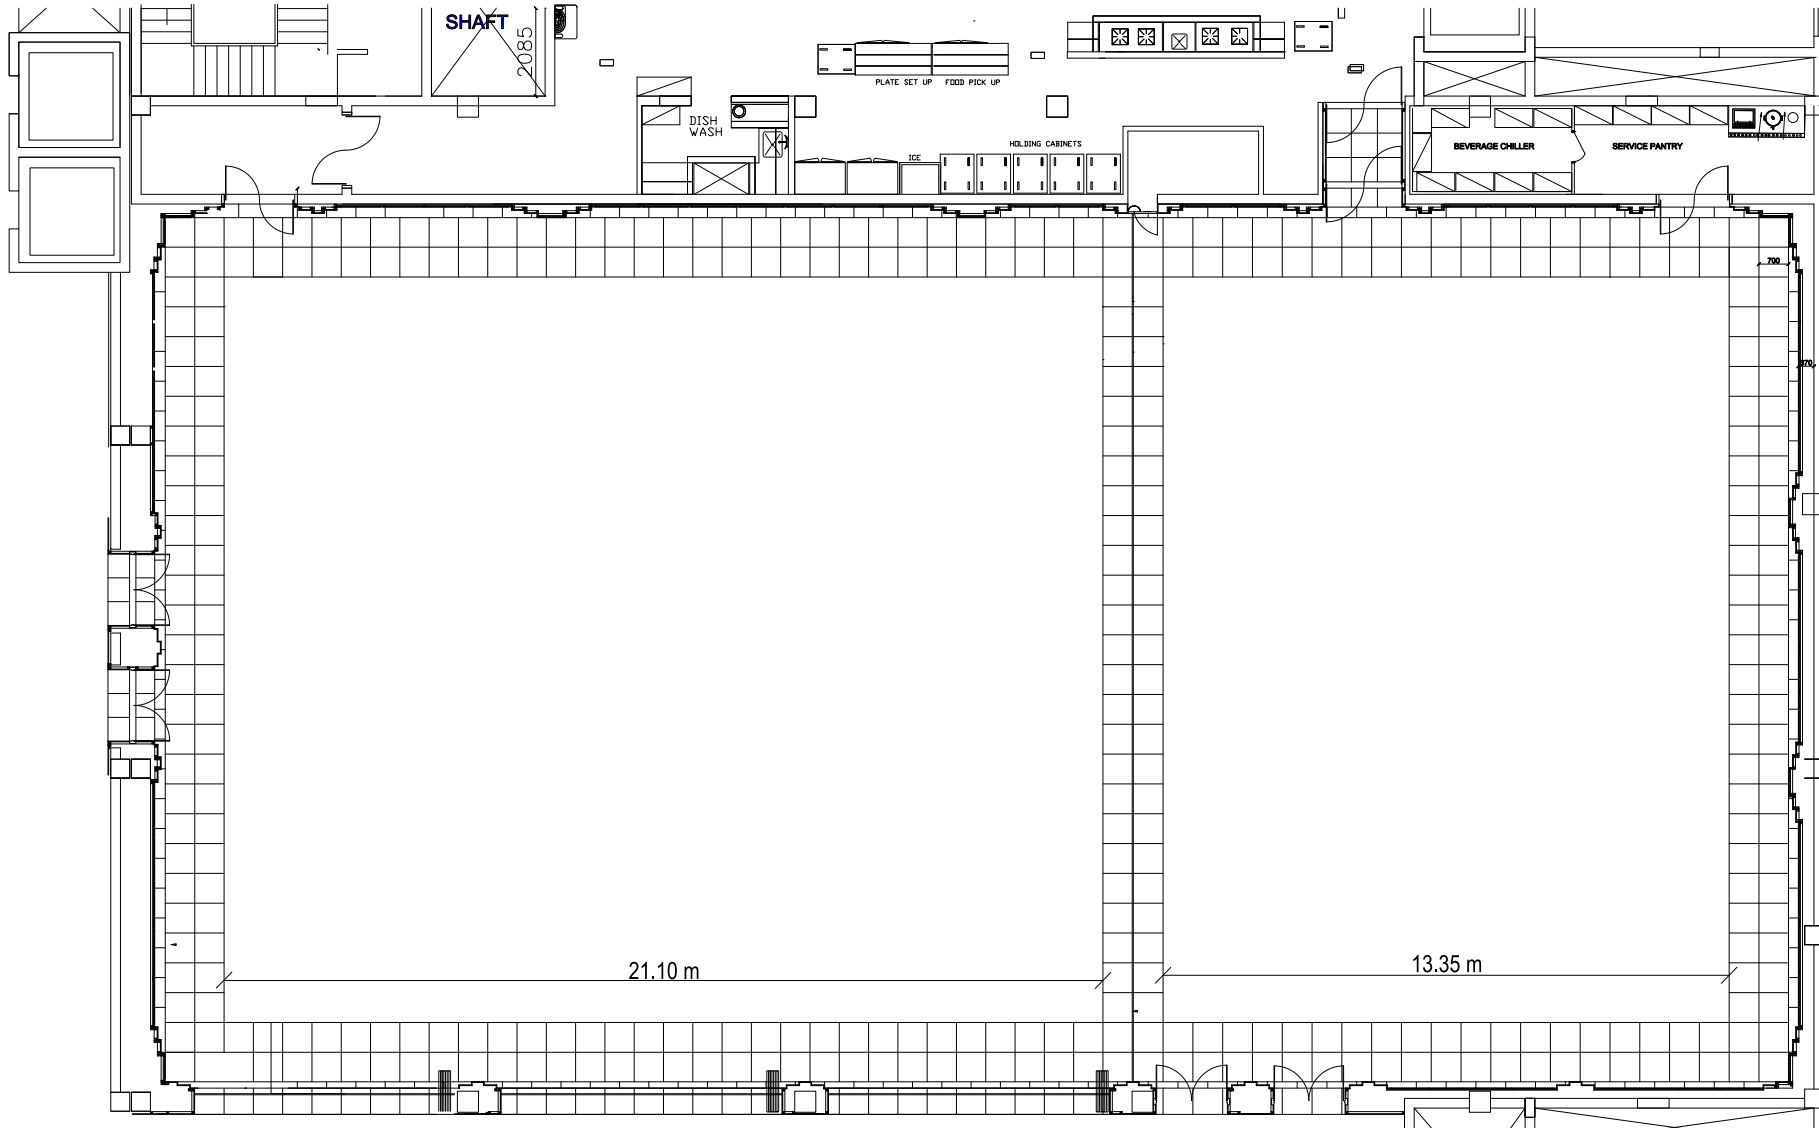 SHAFT
2085
PLATE SET UP
FOOD PICK UP
DISH
WASH
ICE
HOLDING CABINETS
BEVERAGE CHILLER
SERVICE PANTRY
700
21.10 m
13.35 m